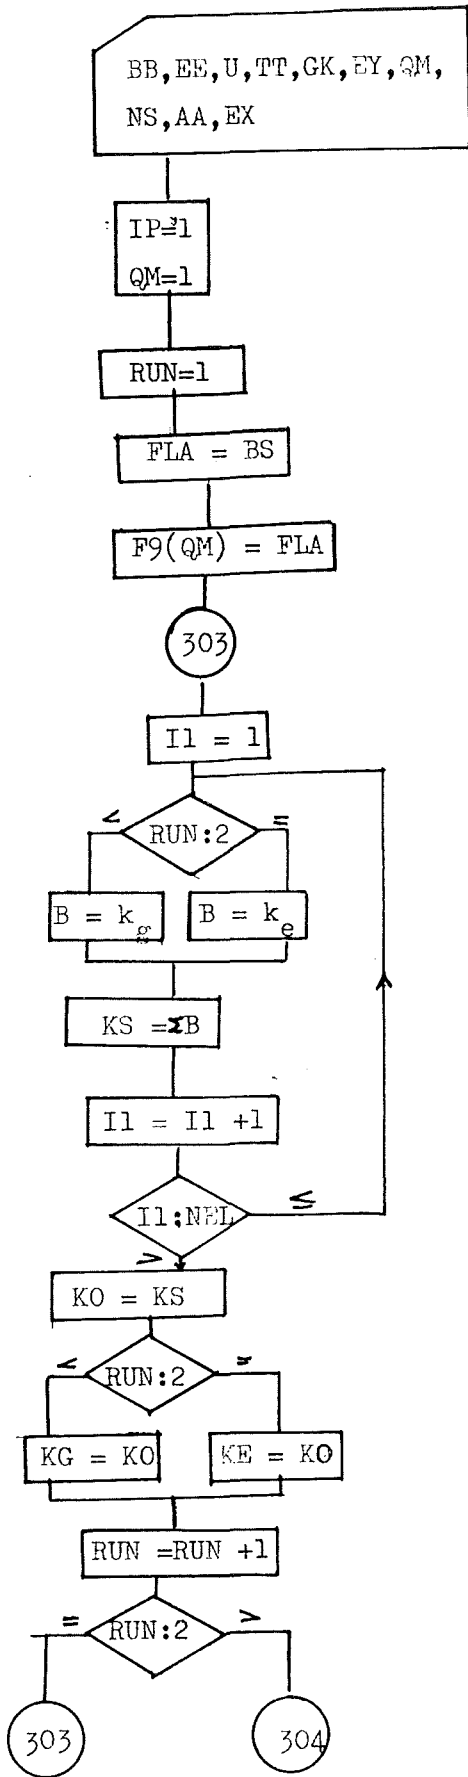 BB,EE,U,TT,GK,EY,QM,
NS,AA,EX
IP=1
QM=1
RUN=1
FLA = BS
F9(QM) = FLA
303
I1 = 1
< RUN:2 =
B = kg B = ke
KS =ΣB
I1 = I1 +1
I1:NEL ≤
>
KO = KS
< RUN:2 =
KG = KO KE = KO
RUN =RUN +1
= RUN:2 >
303 304